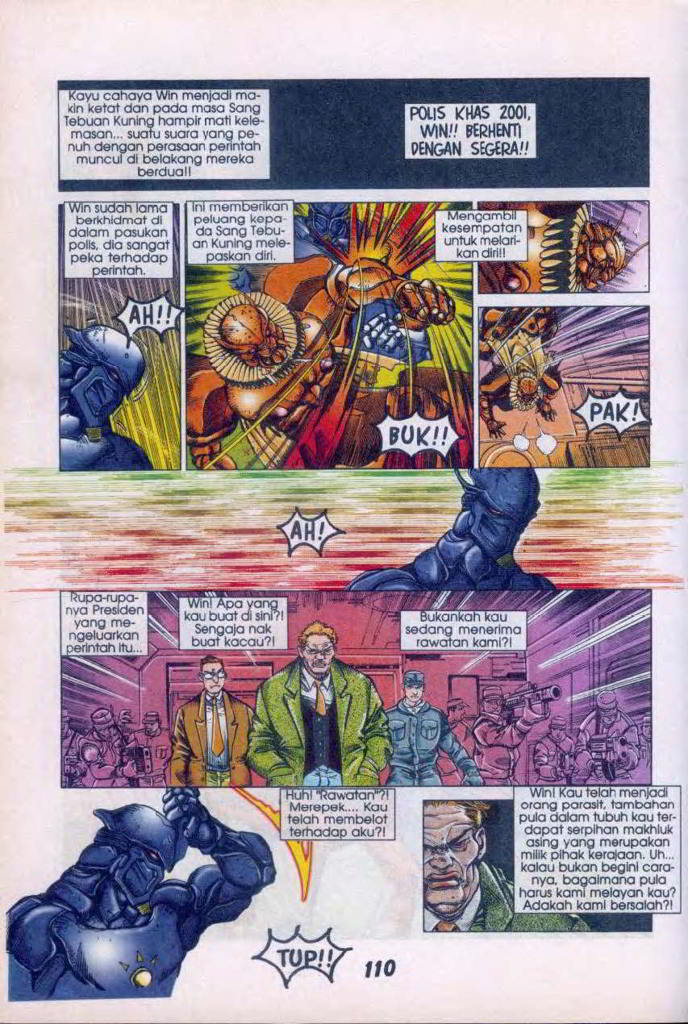 Kayu cahaya Win menjadi ma-
kin ketat dan pada masa Sang
Tebuan Kuning hampir mati kele-
masan... suatu suara yang pe-
nuh dengan perasaan perintah
muncul di belakang mereka
berdua!!
POLIS KHAS 2001,
WIN!! BERHENTI
DENGAN SEGERA!!
Win sudah lama
berkhidmat di
dalam pasukan
polis, dia sangat
peka terhadap
perintah.
AH!!
Ini memberikan
peluang kepa-
da Sang Tebu-
an Kuning mele-
paskan diri.
BUK!!
Mengambil
kesempatan
untuk melari-
kan diri!!
PAK!
AH!
Rupa-rupa-
nya Presiden
yang me-
ngeluarkan
perintah itu...
Win! Apa yang
kau buat di sini?!
Sengaja nak
buat kacau?!
Bukankah kau
sedang menerima
rawatan kami?!
Huh! "Rawatan"?!
Merepek.... Kau
telah membelot
terhadap aku?!
Win! Kau telah menjadi
orang parasit, tambahan
pula dalam tubuh kau ter-
dapat serpihan makhluk
asing yang merupakan
milik pihak kerajaan. Uh...
kalau bukan begini cara-
nya, bagaimana pula
harus kami melayan kau?
Adakah kami bersalah?!
TUP!!
110